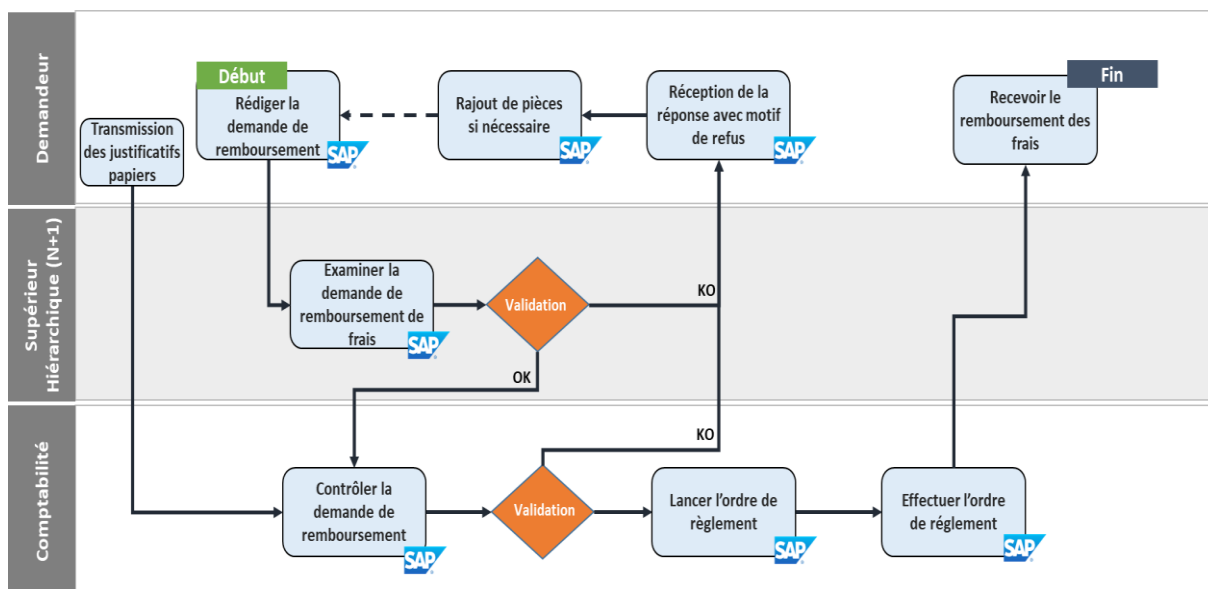 Demandeur
Début
Rédiger la
demande de
remboursement
SAP
Rajout de pièces
si nécessaire
SAP
Réception de la
réponse avec motif
de refus
SAP
Fin
Recevoir le
remboursement des
frais
Transmission
des justificatifs
papiers
Supérieur
Hiérarchique (N+1)
Examiner la
demande de
remboursement de
frais
SAP
Validation
KO
OK
Comptabilité
KO
Contrôler la
demande de
remboursement
SAP
Validation
Lancer l’ordre de
règlement
SAP
Effectuer l’ordre
de réglement
SAP